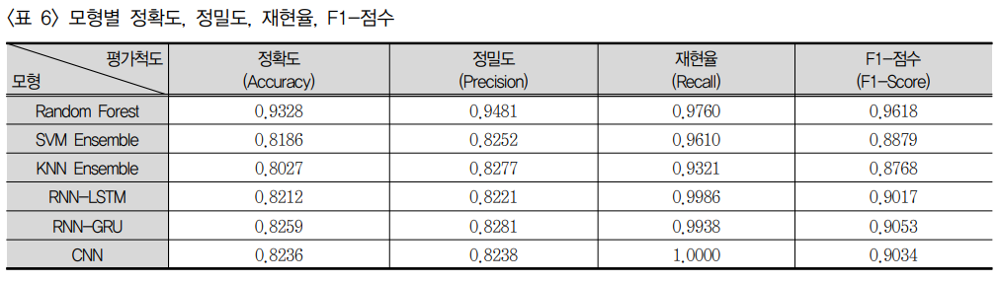 〈표 6〉 모형별 정확도, 정밀도, 재현율, F1-점수
평가척도 정확도 정밀도 재현율 F1-점수
모형 (Accuracy) (Precision) (Recall) (F1-Score)
Random Forest 0.9328 0.9481 0.9760 0.9618
SVM Ensemble 0.8186 0.8252 0.9610 0.8879
KNN Ensemble 0.8027 0.8277 0.9321 0.8768
RNN-LSTM 0.8212 0.8221 0.9986 0.9017
RNN-GRU 0.8259 0.8281 0.9938 0.9053
CNN 0.8236 0.8238 1.0000 0.9034